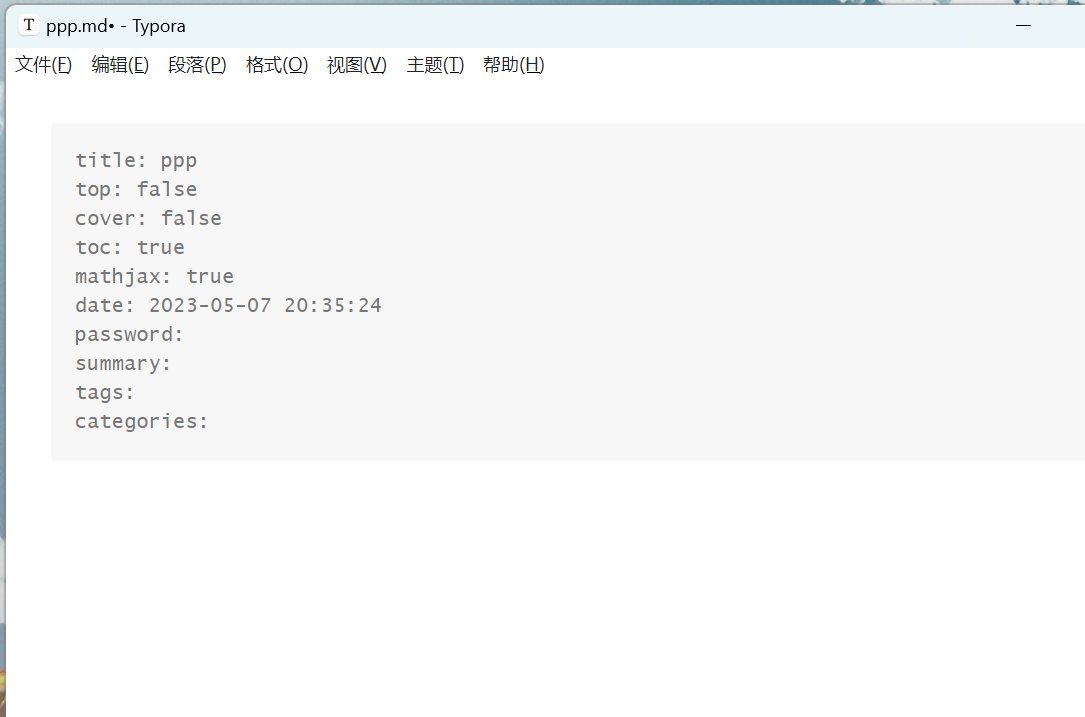 T ppp.md• - Typora
文件(F) 编辑(E) 段落(P) 格式(O) 视图(V) 主题(T) 帮助(H)
title: ppp
top: false
cover: false
toc: true
mathjax: true
date: 2023-05-07 20:35:24
password:
summary:
tags:
categories: